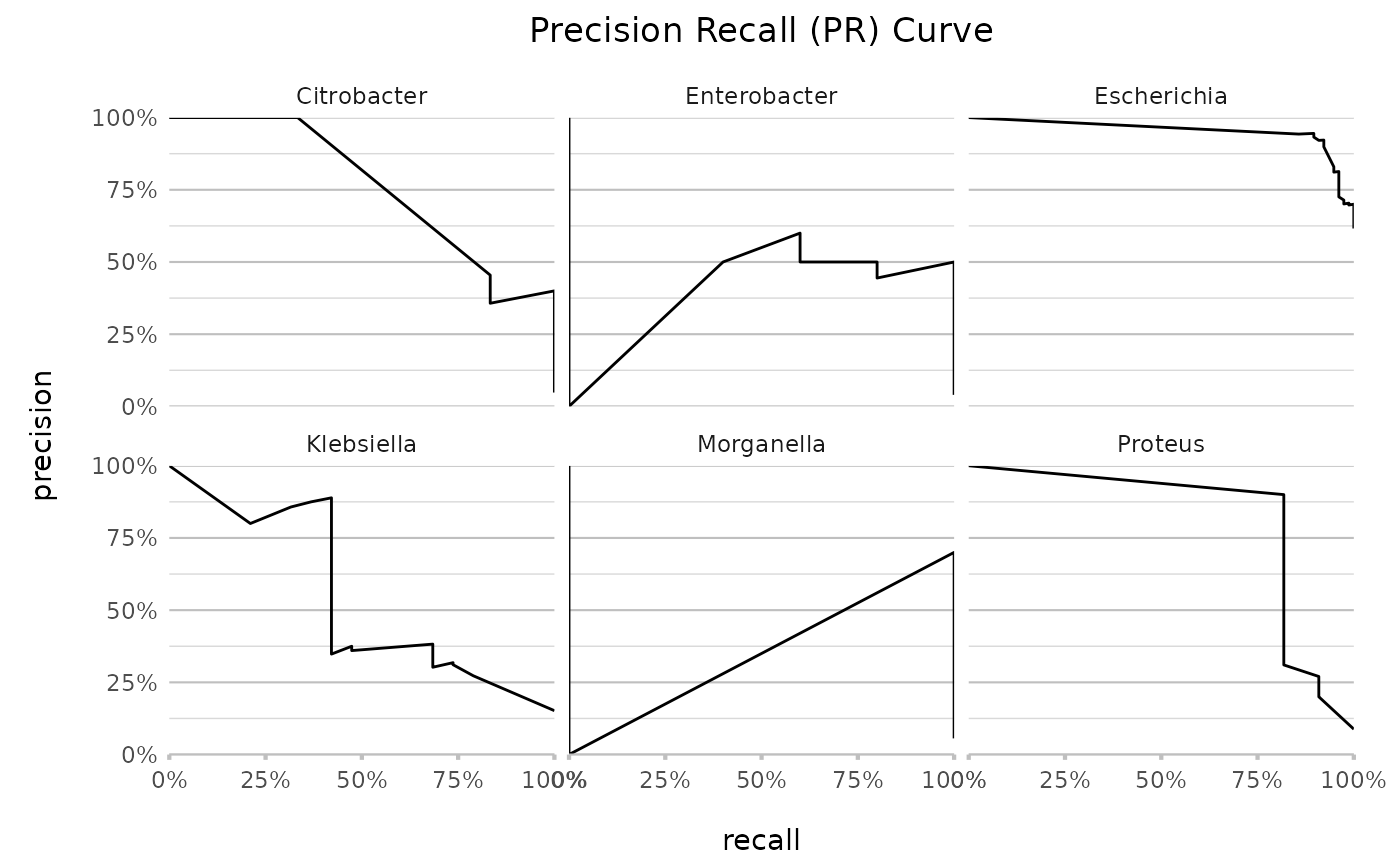 Precision Recall (PR) Curve
Citrobacter Enterobacter Escherichia
100%
75%
50%
25%
0%
precision
Klebsiella Morganella Proteus
100%
75%
50%
25%
0%
0% 25% 50% 75% 100% 0% 25% 50% 75% 100% 0% 25% 50% 75% 100%
recall